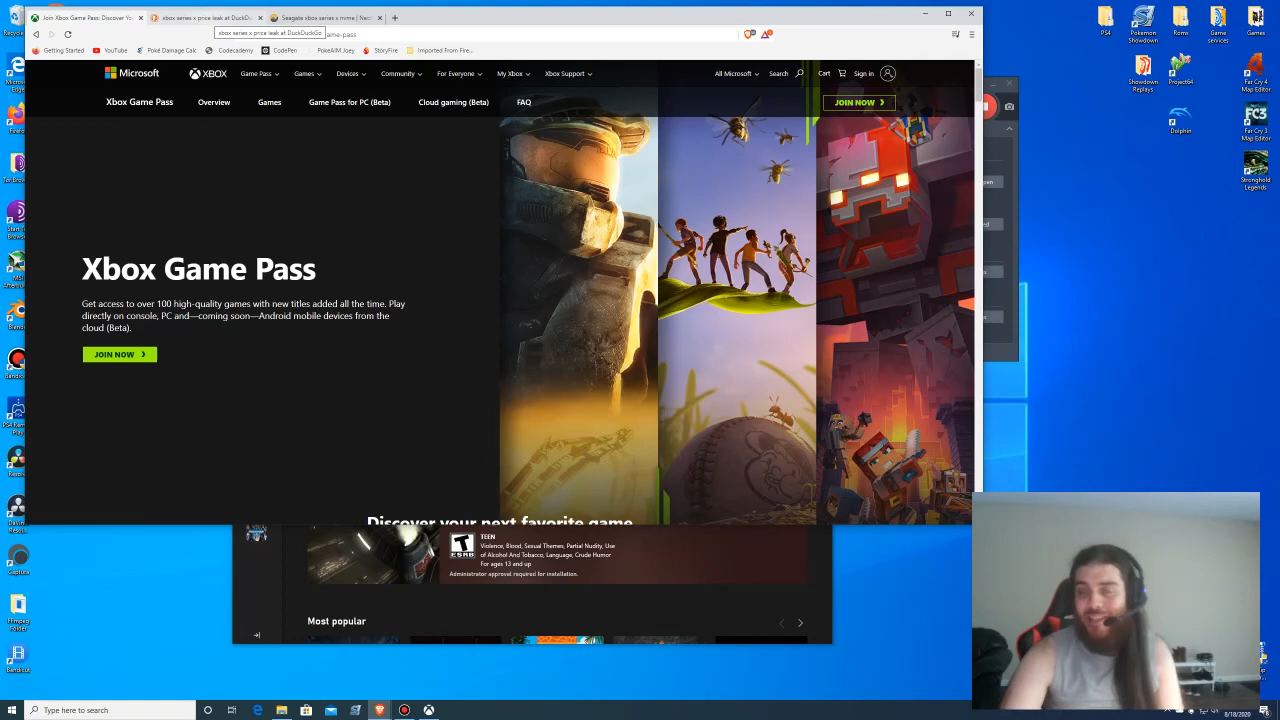 Join Xbox Game Pass: Discover Yo
xbox series x price leak at DuckDu
Seagate xbox series x nvme | Nec
xbox series x price leak at DuckDuckGo
ame-pass
Getting Started
YouTube
Poké Damage Calc
Codecademy
CodePen
PokeAIM Joey
StoryFire
Imported From Fire...
Microsoft
XBOX
Game Pass
Games
Devices
Community
For Everyone
My Xbox
Xbox Support
All Microsoft
Search
Cart
Sign in
Xbox Game Pass
Overview
Games
Game Pass for PC (Beta)
Cloud gaming (Beta)
FAQ
JOIN NOW
Xbox Game Pass
Get access to over 100 high-quality games with new titles added all the time. Play
directly on console, PC and—coming soon—Android mobile devices from the
cloud (Beta).
JOIN NOW
Discover your next favorite game
T
ESRB
TEEN
Violence, Blood, Sexual Themes, Partial Nudity, Use
of Alcohol And Tobacco, Language, Crude Humor
For ages 13 and up
Administrator approval required for installation.
Most popular
PS4
Pokemon
Showdown
Roms
Game
services
Games
Firefox
Project64
Far Cry 4
Map Editor
Dolphin
FC3
Far Cry 3
Map Editor
Stronghold
Legends
Captura
FFmpeg
Folder
Bandicut
Type here to search
8/18/2020